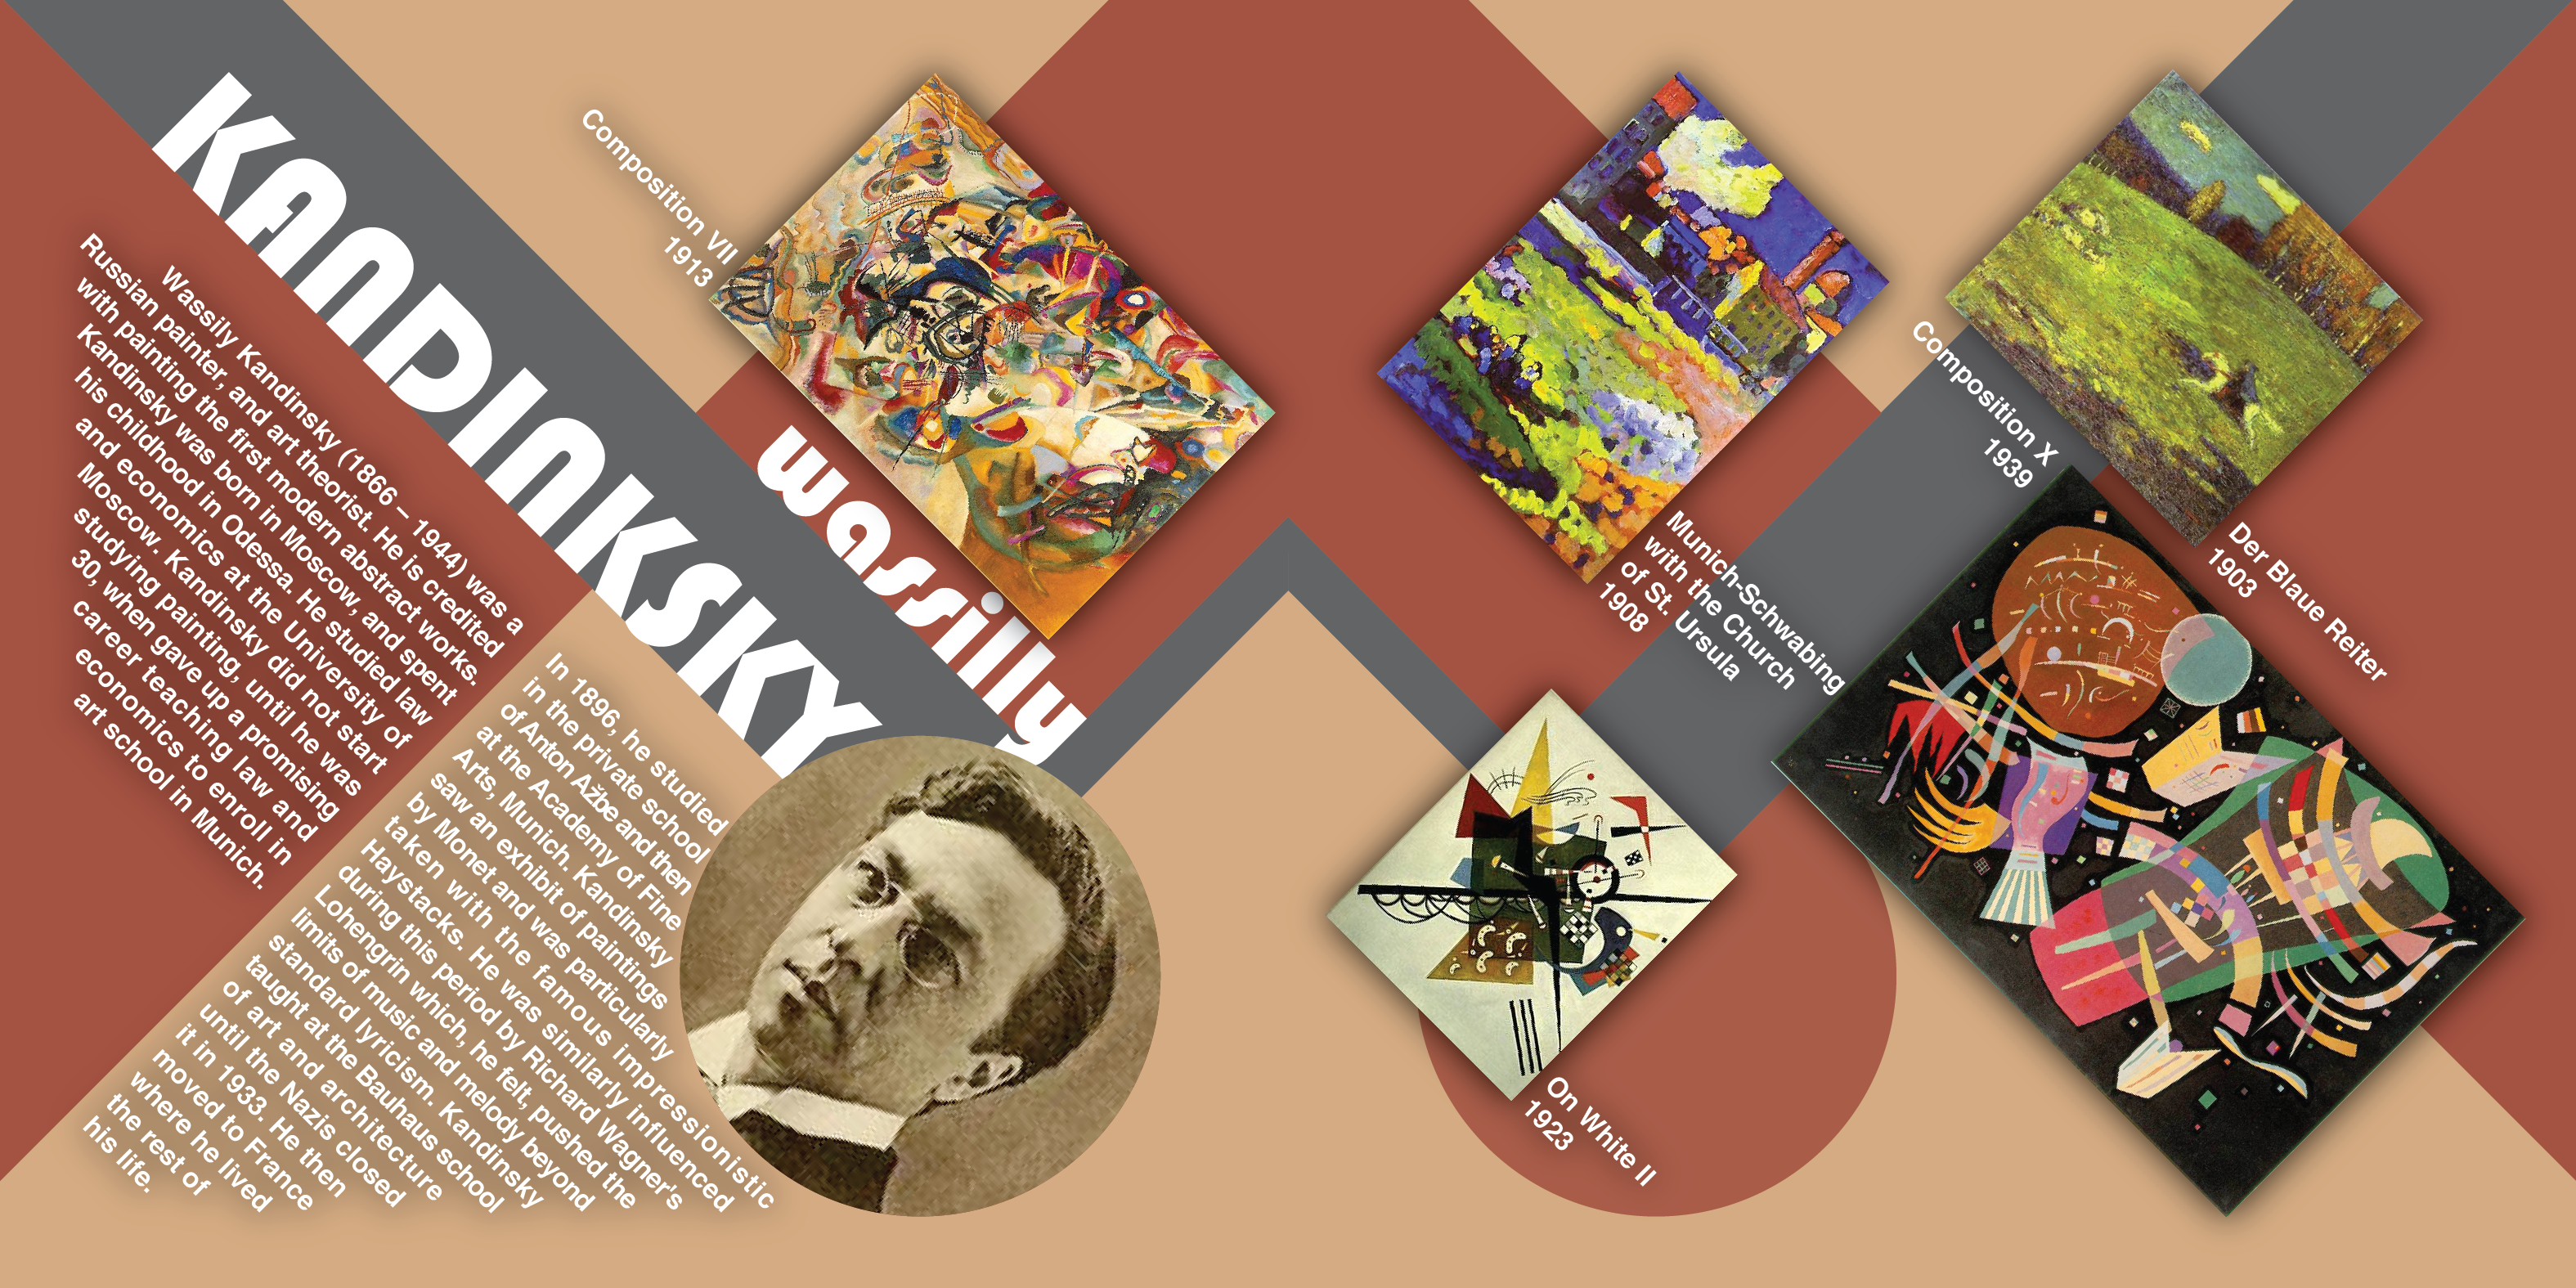 KANDINKSKY
wassilly
Wassily Kandinsky (1866 – 1944) was a
Russian painter, and art theorist. He is credited
with painting the first modern abstract works.
Kandinsky was born in Moscow, and spent
his childhood in Odessa. He studied law
and economics at the University of
Moscow. Kandinsky did not start
studying painting, until he was
30, when gave up a promising
career teaching law and
economics to enroll in
art school in Munich.
In 1896, he studied
in the private school
of Anton Ažbe and then
at the Academy of Fine
Arts, Munich. Kandinsky
saw an exhibit of paintings
by Monet and was particularly
taken with the famous impressionistic
Haystacks. He was similarly influenced
during this period by Richard Wagner's
Lohengrin which, he felt, pushed the
limits of music and melody beyond
standard lyricism. Kandinsky
taught at the Bauhaus school
of art and architecture
until the Nazis closed
it in 1933. He then
moved to France
where he lived
the rest of
his life.
Composition VII
1913
Munich-Schwabing
with the Church
of St. Ursula
1908
Composition X
1939
Der Blaue Reiter
1903
On White II
1923